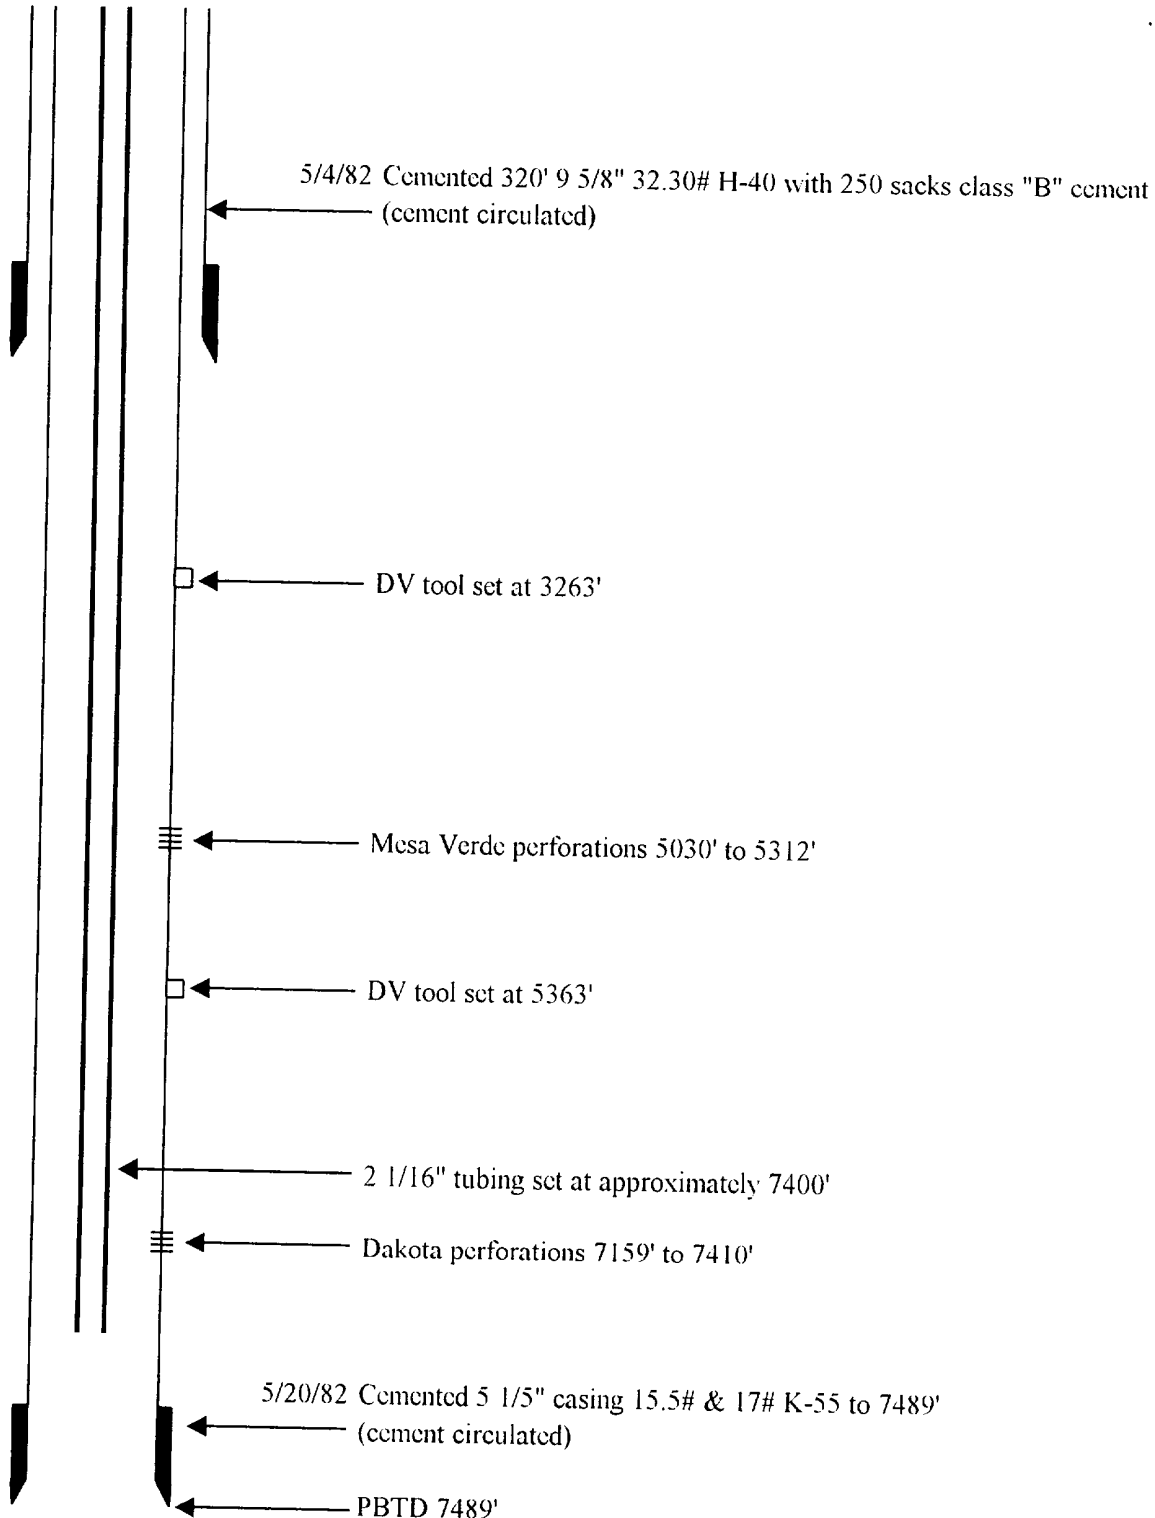 5/4/82 Cemented 320' 9 5/8" 32.30# H-40 with 250 sacks class "B" cement
(cement circulated)
DV tool set at 3263'
Mesa Verde perforations 5030' to 5312'
DV tool set at 5363'
2 1/16" tubing set at approximately 7400'
Dakota perforations 7159' to 7410'
5/20/82 Cemented 5 1/5" casing 15.5# & 17# K-55 to 7489'
(cement circulated)
PBTD 7489'